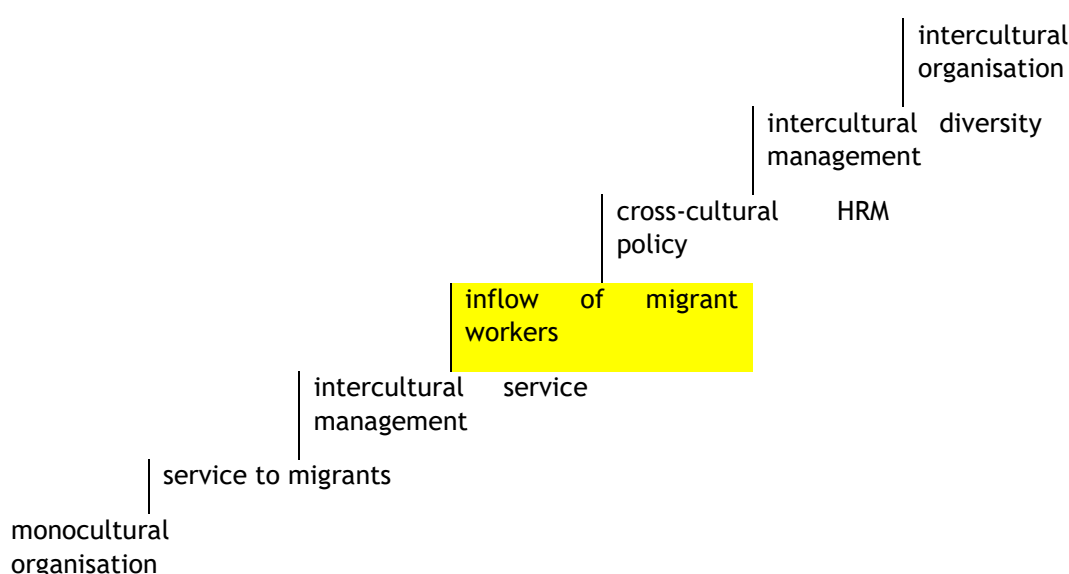 intercultural
organisation
intercultural diversity
management
cross-cultural HRM
policy
inflow of migrant
workers
intercultural service
management
service to migrants
monocultural
organisation